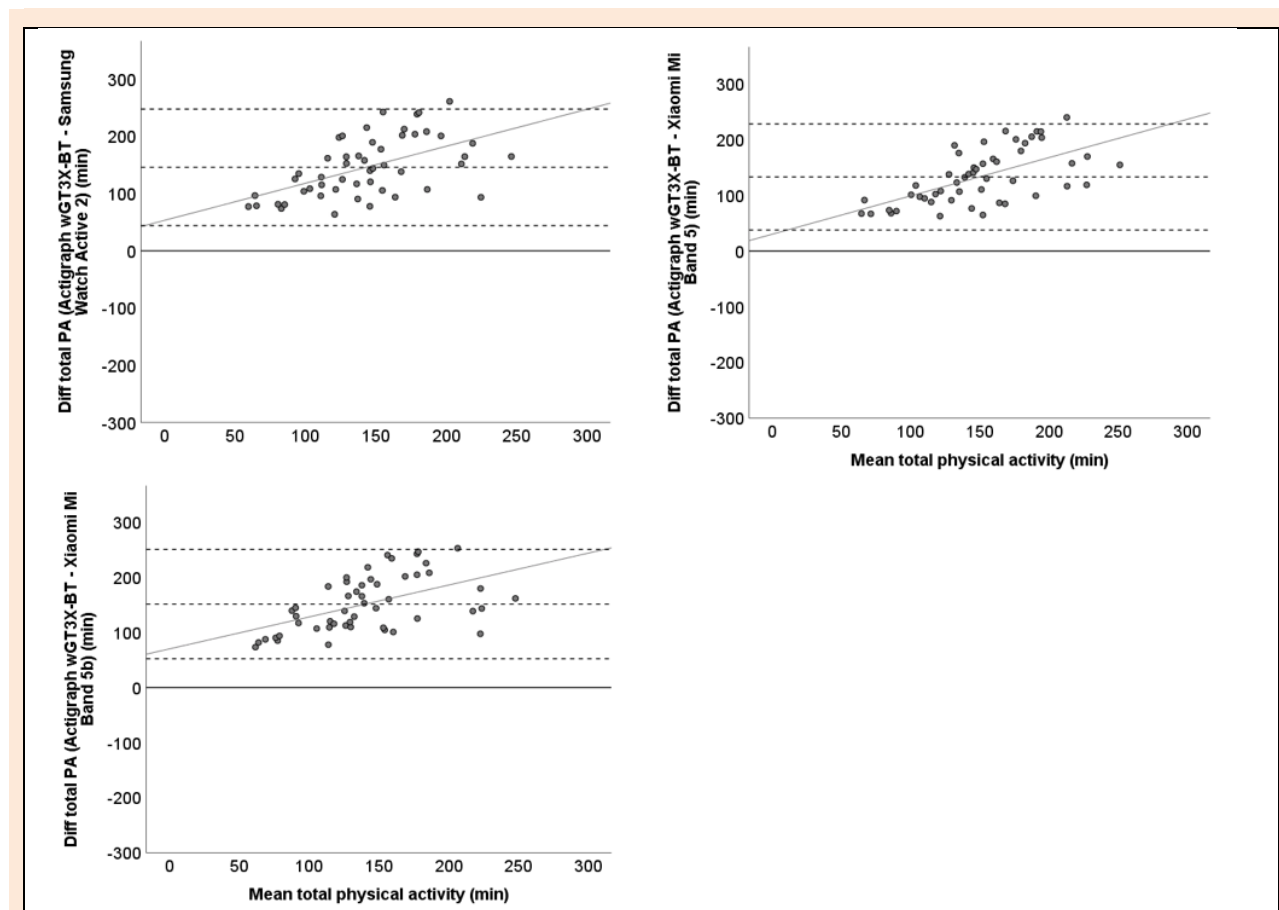 Diff total PA (Actigraph wGT3X-BT - Samsung
Watch Active 2) (min)
300
200
100
0
-100
-200
-300
0 50 100 150 200 250 300
Diff total PA (Actigraph wGT3X-BT - Xiaomi Mi
Band 5) (min)
300
200
100
0
-100
-200
-300
0 50 100 150 200 250 300
Mean total physical activity (min)
Diff total PA (Actigraph wGT3X-BT - Xiaomi Mi
Band 5b) (min)
300
200
100
0
-100
-200
-300
0 50 100 150 200 250 300
Mean total physical activity (min)